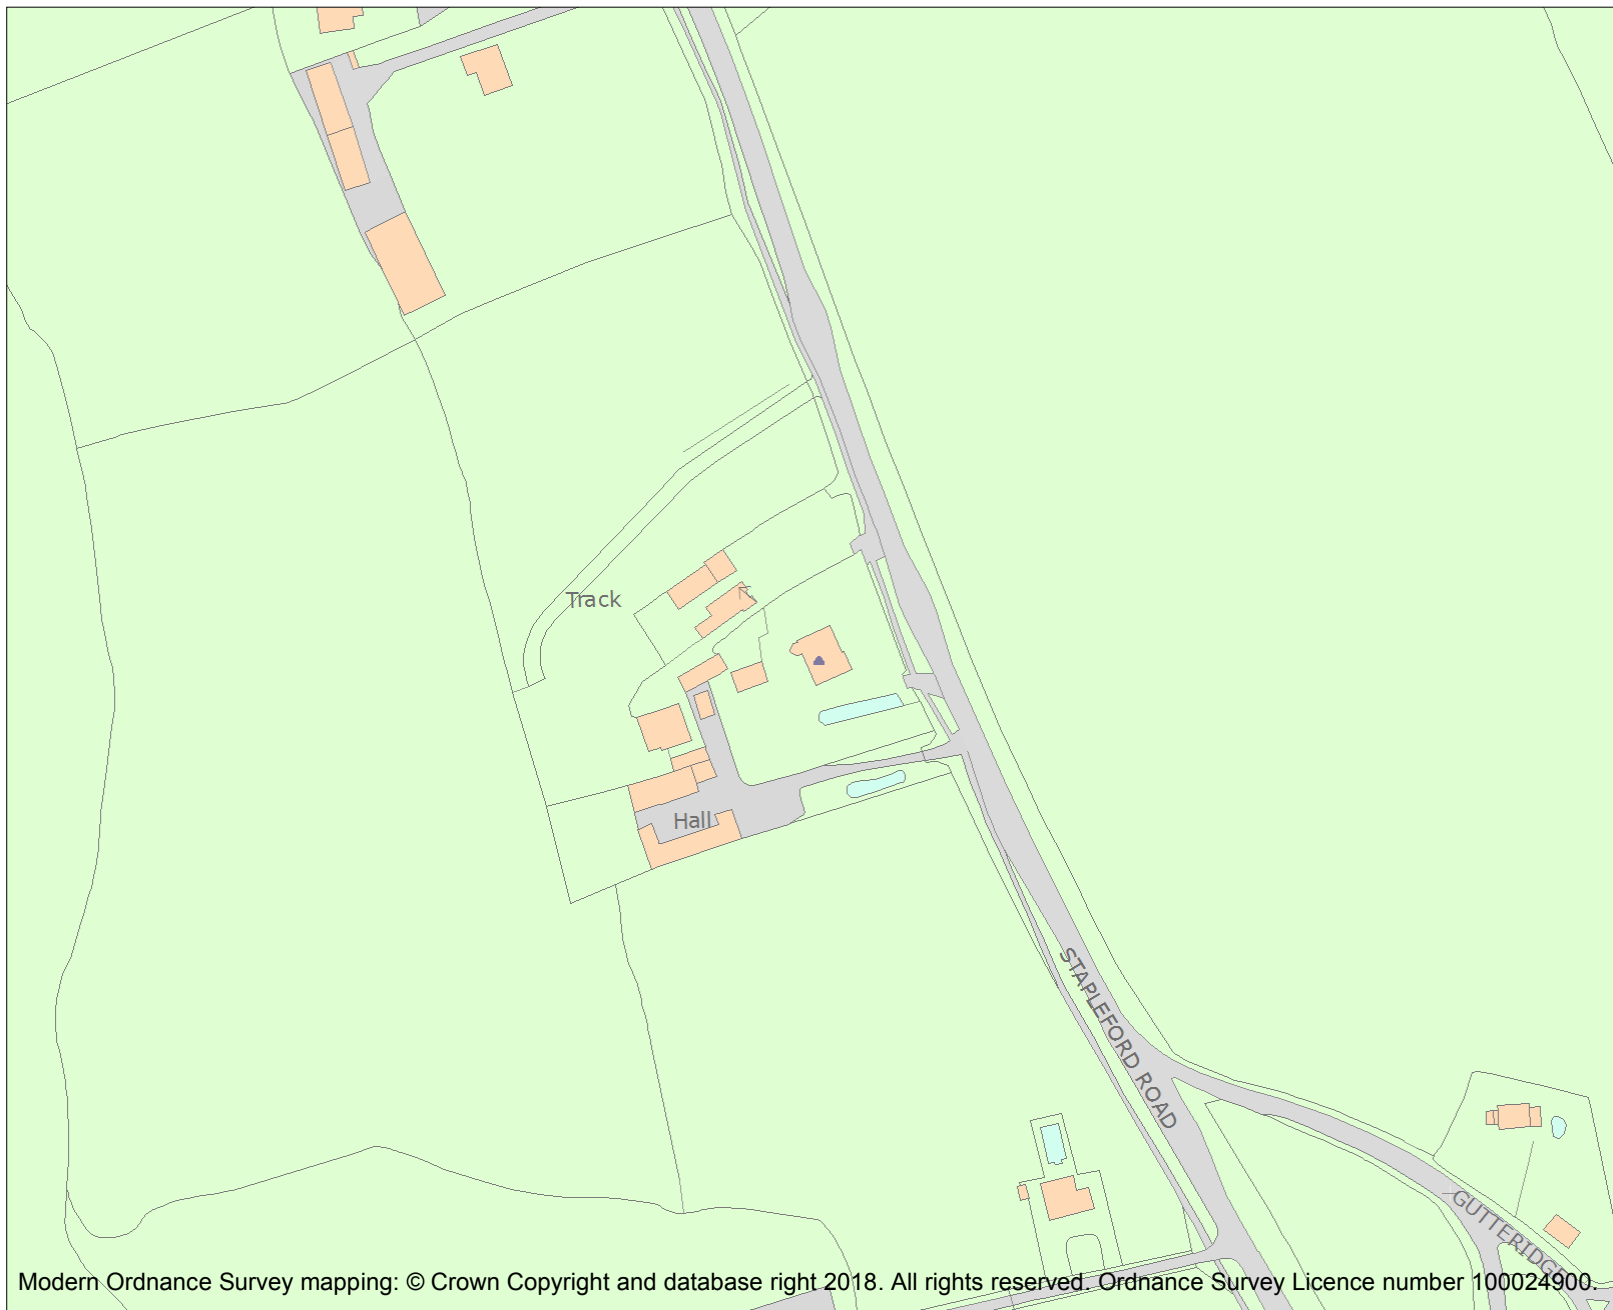 Track
Hall
STAPLEFORD ROAD
GUTTERIDGE
Modern Ordnance Survey mapping: © Crown Copyright and database right 2018. All rights reserved. Ordnance Survey Licence number 100024900.